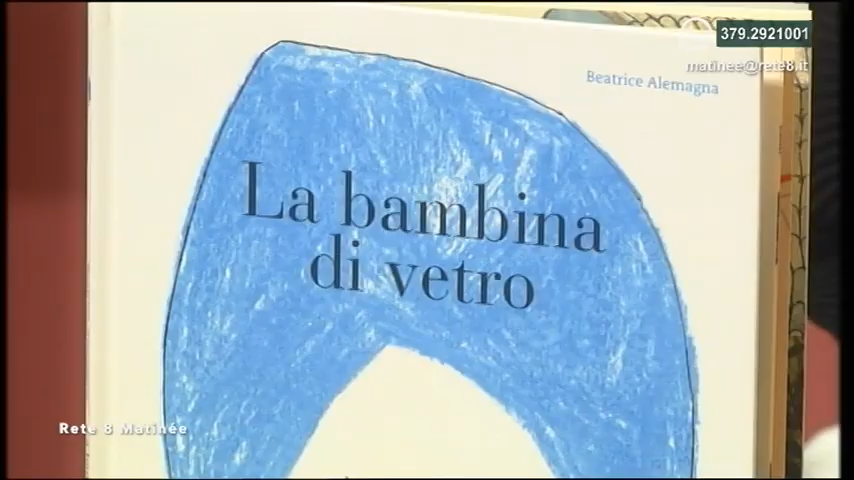 379.2921001
matinee@rete8.it
Beatrice Alemagna
La bambina
di vetro
Rete 8 Matinée